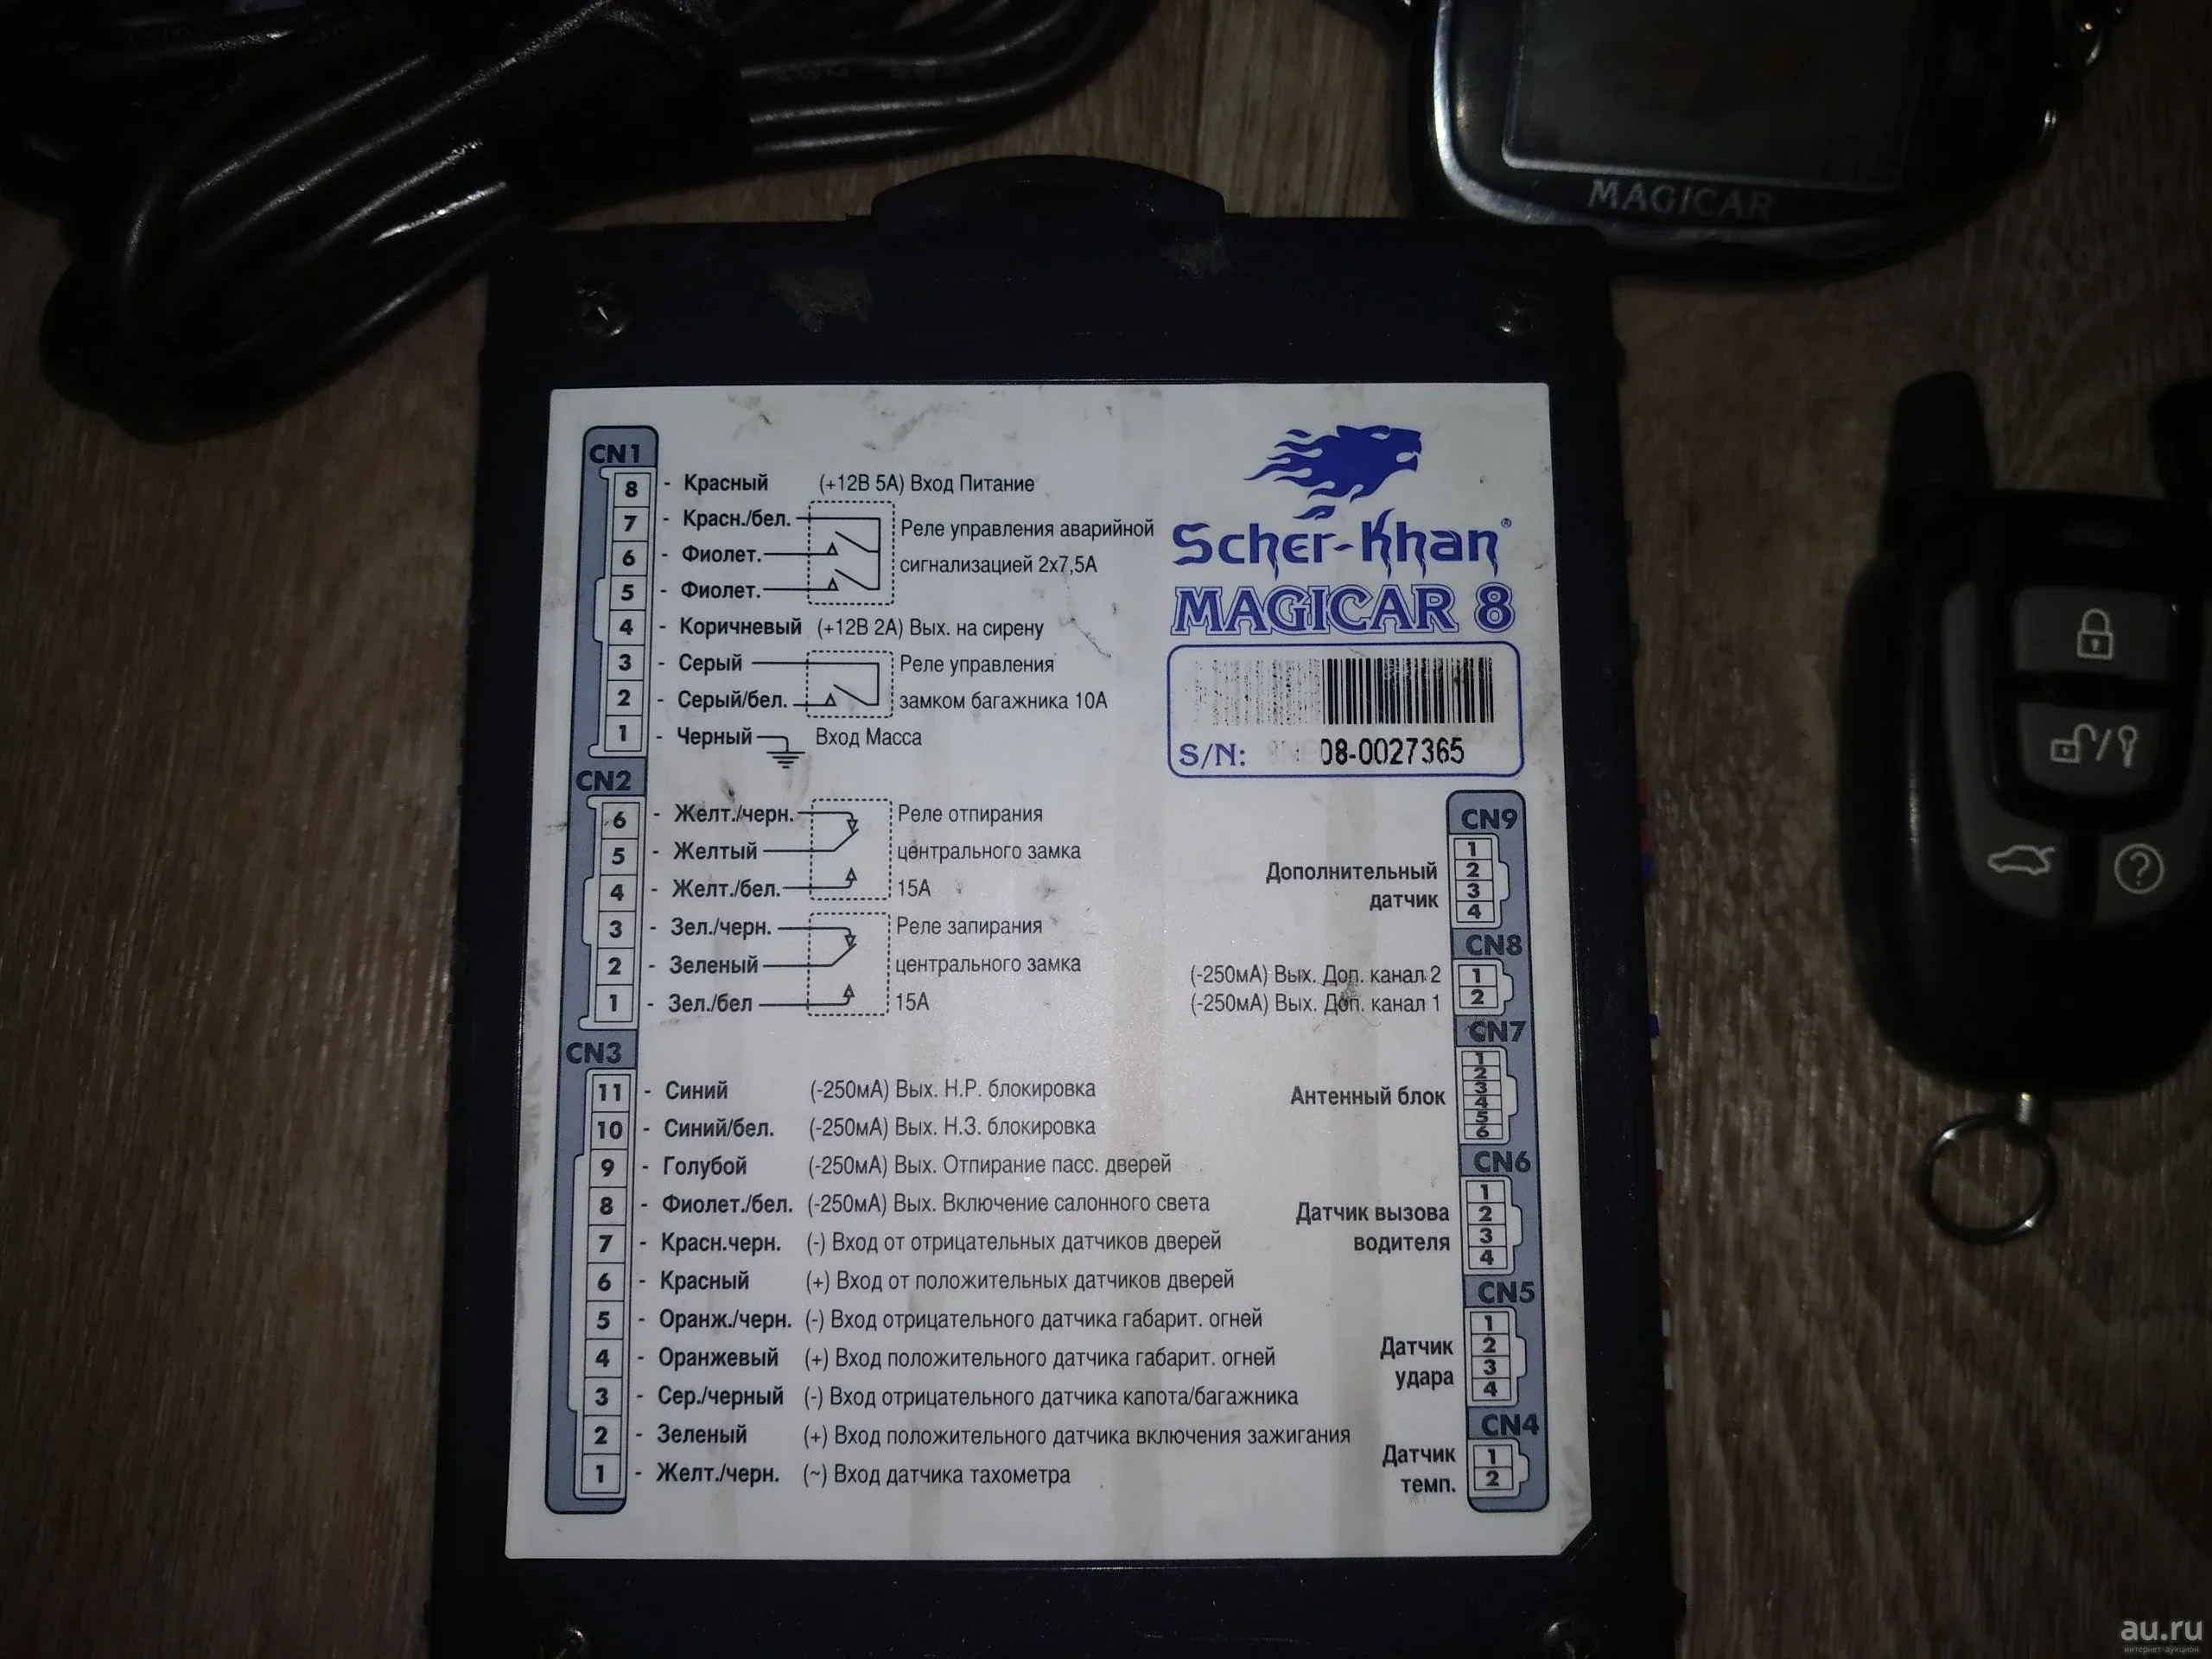 MAGICAR
Scher-Khan®
MAGICAR 8
S/N: 08-0027365
CN1
8 - Красный (+12В 5А) Вход Питание
7 - Красн./бел. Реле управления аварийной
6 - Фиолет. сигнализацией 2х7,5А
5 - Фиолет.
4 - Коричневый (+12В 2А) Вых. на сирену
3 - Серый Реле управления
2 - Серый/бел. замком багажника 10А
1 - Черный Вход Масса
CN2
6 - Желт./черн. Реле отпирания
5 - Желтый центрального замка
4 - Желт./бел. 15А
3 - Зел./черн. Реле запирания
2 - Зеленый центрального замка
1 - Зел./бел 15А
CN3
11 - Синий (-250мА) Вых. Н.Р. блокировка
10 - Синий/бел. (-250мА) Вых. Н.З. блокировка
9 - Голубой (-250мА) Вых. Отпирание пасс. дверей
8 - Фиолет./бел. (-250мА) Вых. Включение салонного света
7 - Красн.черн. (-) Вход от отрицательных датчиков дверей
6 - Красный (+) Вход от положительных датчиков дверей
5 - Оранж./черн. (-) Вход отрицательного датчика габарит. огней
4 - Оранжевый (+) Вход положительного датчика габарит. огней
3 - Сер./черный (-) Вход отрицательного датчика капота/багажника
2 - Зеленый (+) Вход положительного датчика включения зажигания
1 - Желт./черн. (~) Вход датчика тахометра
CN9
Дополнительный
датчик
1
2
3
4
CN8
(-250мА) Вых. Доп. канал 2 1
(-250мА) Вых. Доп. канал 1 2
CN7
Антенный блок
1
2
3
4
5
6
CN6
Датчик вызова
водителя
1
2
3
4
CN5
Датчик
удара
1
2
3
4
CN4
Датчик
темп.
1
2
au.ru
интернет-аукцион